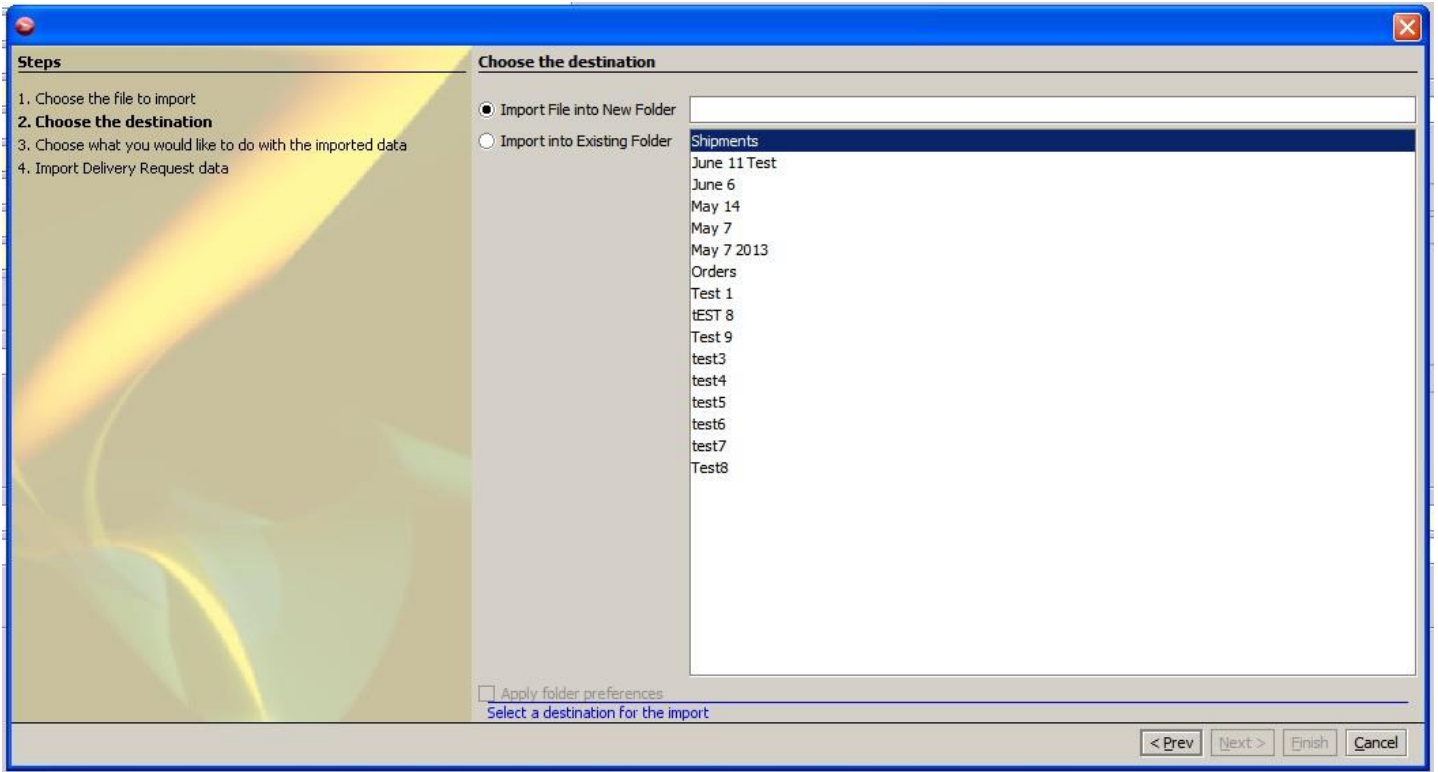 Steps
1. Choose the file to import
2. Choose the destination
3. Choose what you would like to do with the imported data
4. Import Delivery Request data
Choose the destination
Import File into New Folder
Import into Existing Folder
Shipments
June 11 Test
June 6
May 14
May 7
May 7 2013
Orders
Test 1
tEST 8
Test 9
test3
test4
test5
test6
test7
Test8
Apply folder preferences
Select a destination for the import
< Prev
Next >
Finish
Cancel